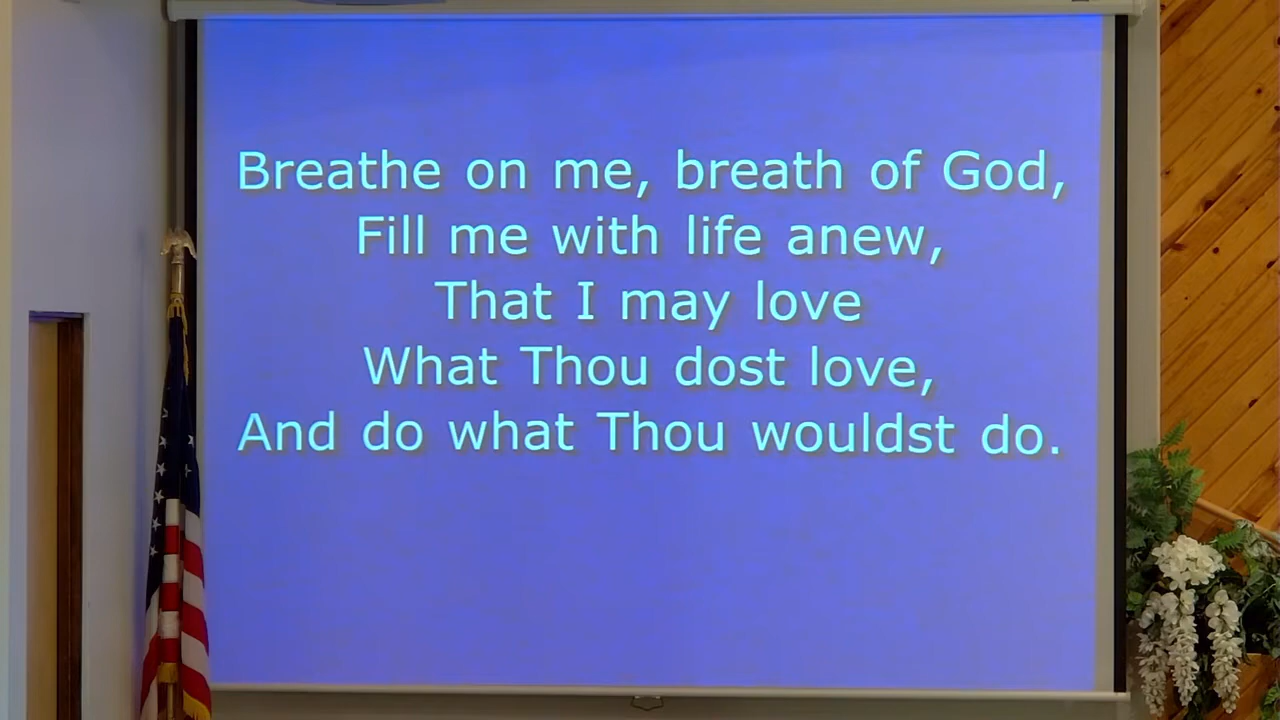 Breathe on me, breath of God,
Fill me with life anew,
That I may love
What Thou dost love,
And do what Thou wouldst do.